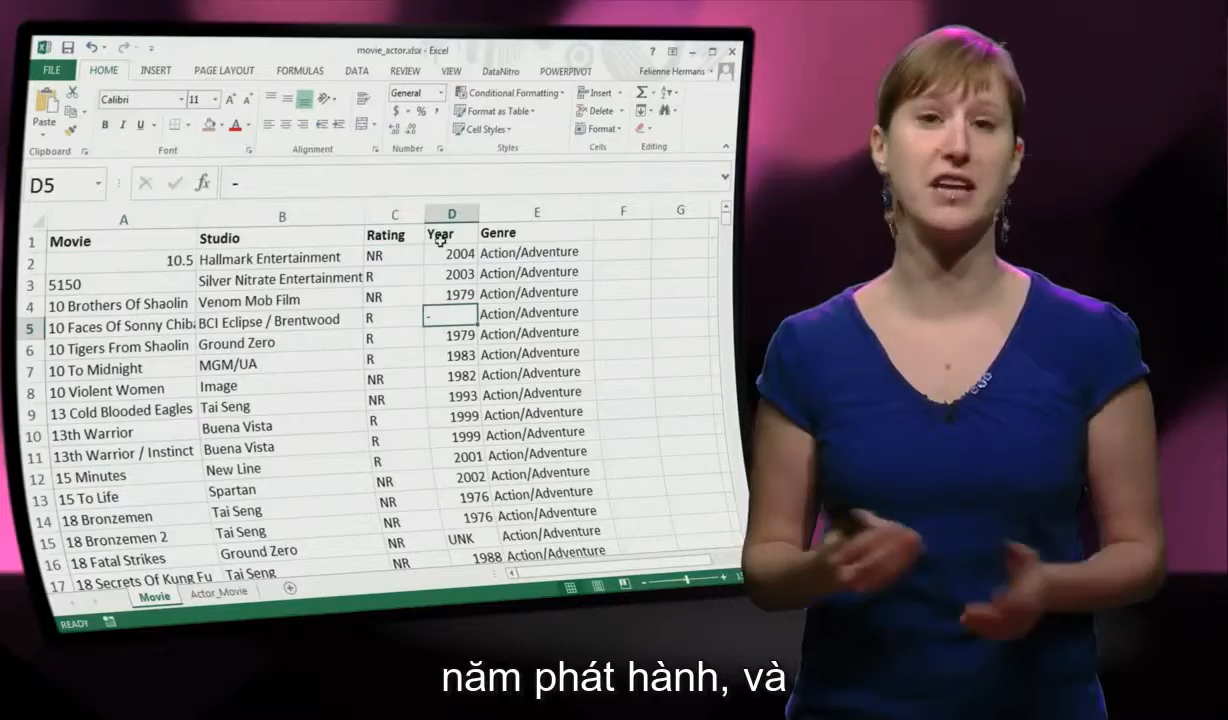 movie_actor.xlsx - Excel
FILE HOME INSERT PAGE LAYOUT FORMULAS DATA REVIEW VIEW DataNitro POWERPIVOT Felienne Hermans
Calibri 11 General Conditional Formatting Insert
Paste B I U $ % Format as Table Delete
Cell Styles Format
Clipboard Font Alignment Number Styles Cells Editing
D5 fx -
A B C D E F G
1 Movie Studio Rating Year Genre
2 10.5 Hallmark Entertainment NR 2004 Action/Adventure
3 5150 Silver Nitrate Entertainment R 2003 Action/Adventure
4 10 Brothers Of Shaolin Venom Mob Film NR 1979 Action/Adventure
5 10 Faces Of Sonny Chiba BCI Eclipse / Brentwood R - Action/Adventure
6 10 Tigers From Shaolin Ground Zero R 1979 Action/Adventure
7 10 To Midnight MGM/UA R 1983 Action/Adventure
8 10 Violent Women Image NR 1982 Action/Adventure
9 13 Cold Blooded Eagles Tai Seng NR 1993 Action/Adventure
10 13th Warrior Buena Vista R 1999 Action/Adventure
11 13th Warrior / Instinct Buena Vista R 1999 Action/Adventure
12 15 Minutes New Line R 2001 Action/Adventure
13 15 To Life Spartan NR 2002 Action/Adventure
14 18 Bronzemen Tai Seng NR 1976 Action/Adventure
15 18 Bronzemen 2 Tai Seng NR 1976 Action/Adventure
16 18 Fatal Strikes Ground Zero NR UNK Action/Adventure
17 18 Secrets Of Kung Fu Tai Seng NR 1988 Action/Adventure
Movie Actor_Movie
READY
năm phát hành, và